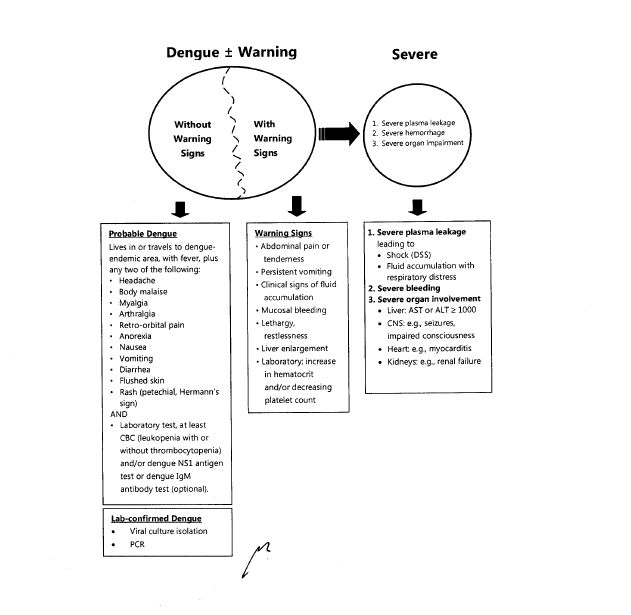 Dengue ± Warning
Severe
Without
Warning
Signs
With
Warning
Signs
1. Severe plasma leakage
2. Severe hemorrhage
3. Severe organ impairment
Probable Dengue
Lives in or travels to dengue-
endemic area, with fever, plus
any two of the following:
• Headache
• Body malaise
• Myalgia
• Arthralgia
• Retro-orbital pain
• Anorexia
• Nausea
• Vomiting
• Diarrhea
• Flushed skin
• Rash (petechial, Hermann's
sign)
AND
• Laboratory test, at least
CBC (leukopenia with or
without thrombocytopenia)
and/or dengue NS1 antigen
test or dengue IgM
antibody test (optional).
Lab-confirmed Dengue
• Viral culture isolation
• PCR
Warning Signs
• Abdominal pain or
tenderness
• Persistent vomiting
• Clinical signs of fluid
accumulation
• Mucosal bleeding
• Lethargy,
restlessness
• Liver enlargement
• Laboratory; increase
in hematocrit
and/or decreasing
platelet count
1. Severe plasma leakage
leading to
• Shock (DSS)
• Fluid accumulation with
respiratory distress
2. Severe bleeding
3. Severe organ involvement
• Liver: AST or ALT ≥ 1000
• CNS: e.g., seizures,
impaired consciousness
• Heart: e.g., myocarditis
• Kidneys: e.g., renal failure